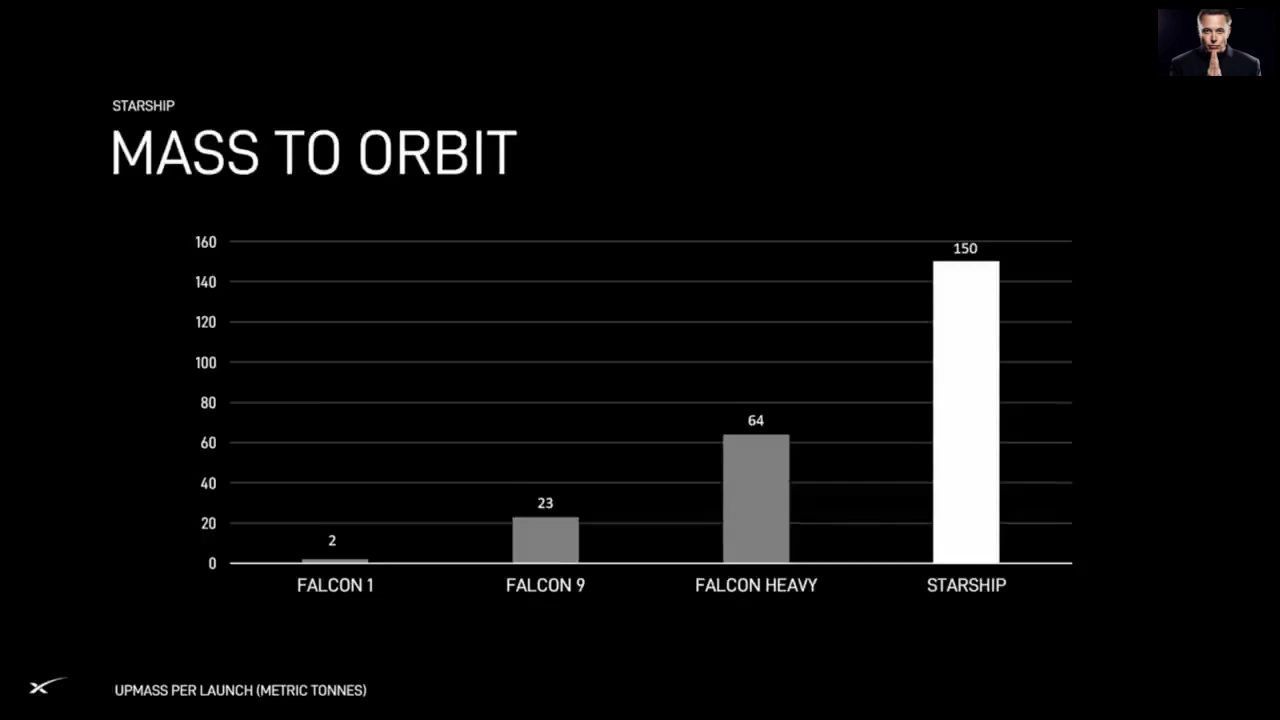 STARSHIP
MASS TO ORBIT
160
150
140
120
100
80
64
60
40
23
20
2
0
FALCON 1
FALCON 9
FALCON HEAVY
STARSHIP
UPMASS PER LAUNCH (METRIC TONNES)